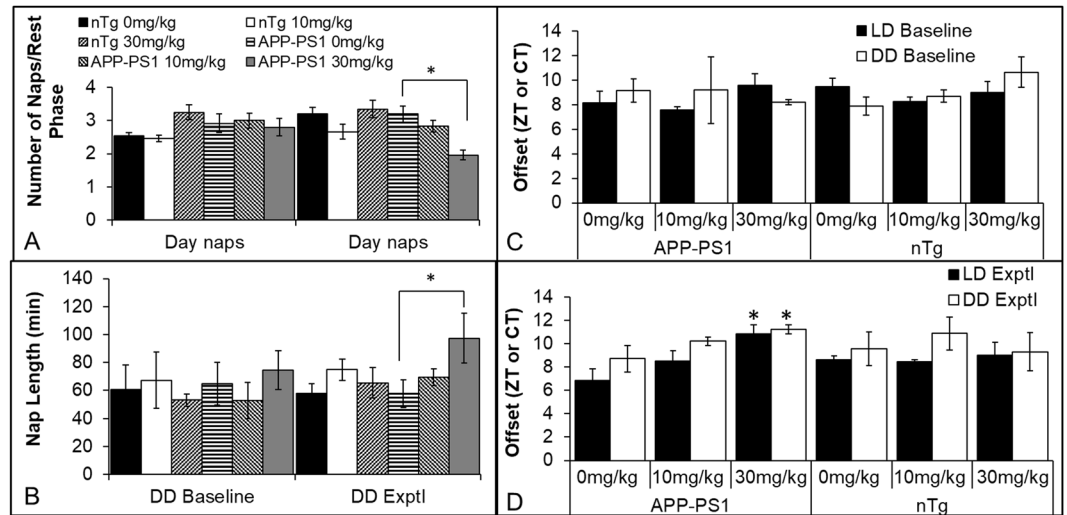 nTg 0mg/kg nTg 10mg/kg
nTg 30mg/kg APP-PS1 0mg/kg
APP-PS1 10mg/kg APP-PS1 30mg/kg
*
Number of Naps/Rest
Phase
4
3
2
1
0
Day naps Day naps
A
140
120
100
80
60
40
20
0
*
Nap Length (min)
DD Baseline DD Exptl
B
LD Baseline
DD Baseline
14
12
10
8
6
4
2
0
Offset (ZT or CT)
0mg/kg 10mg/kg 30mg/kg 0mg/kg 10mg/kg 30mg/kg
APP-PS1 nTg
C
LD Exptl
DD Exptl
14
12
10
8
6
4
2
0
* *
Offset (ZT or CT)
0mg/kg 10mg/kg 30mg/kg 0mg/kg 10mg/kg 30mg/kg
APP-PS1 nTg
D